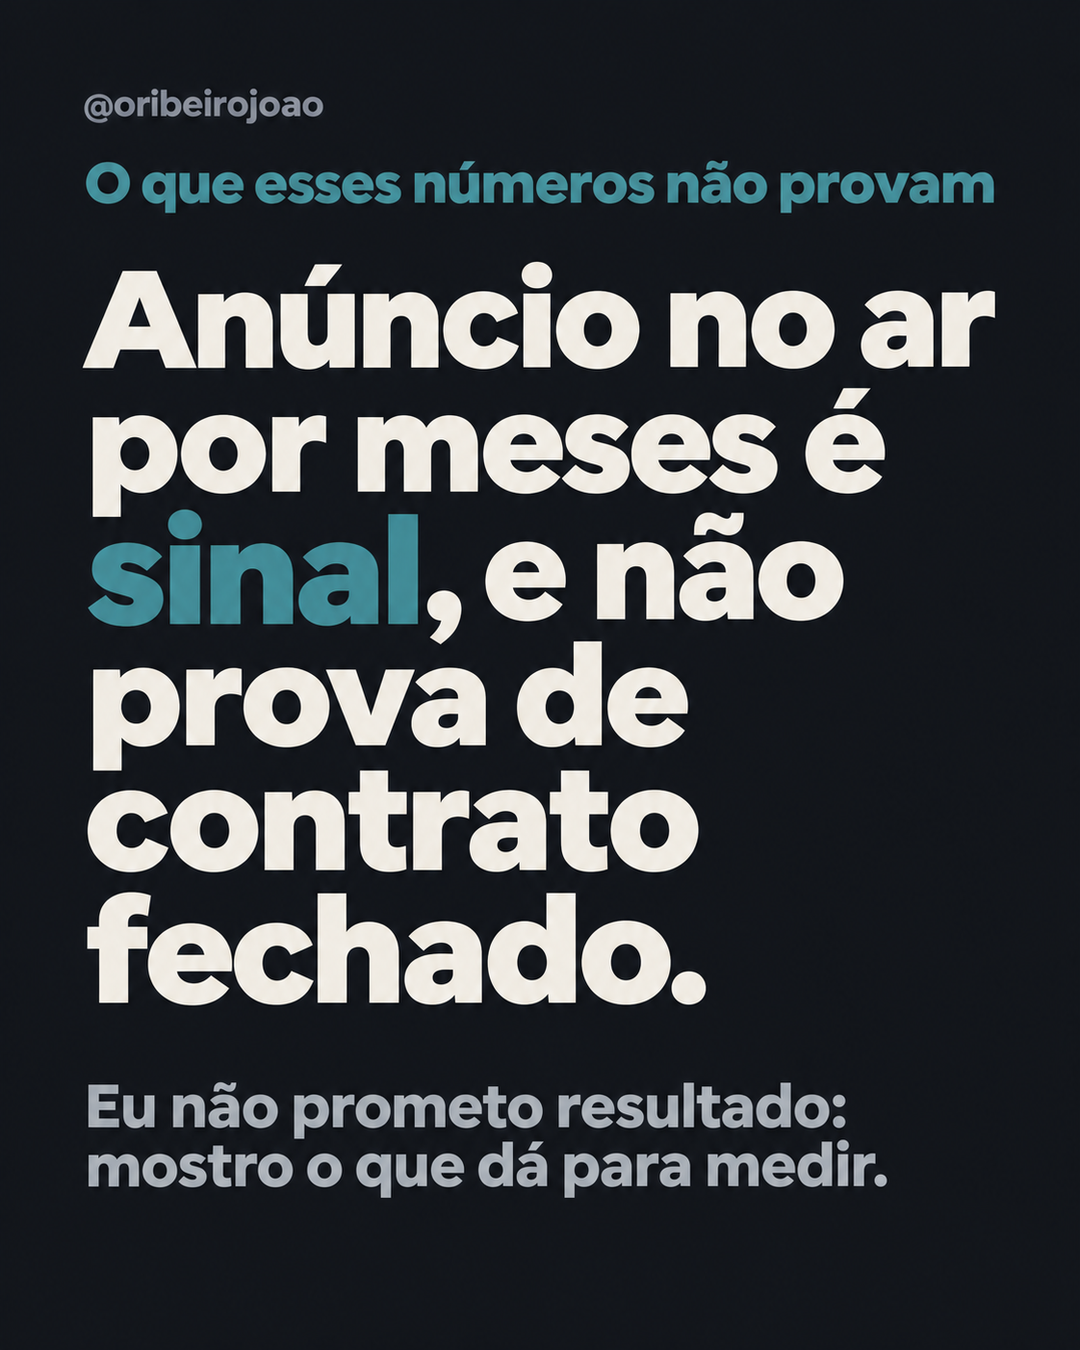 @oribeirojoao
O que esses números não provam
Anúncio no ar
por meses é
sinal, e não
prova de
contrato
fechado.
Eu não prometo resultado:
mostro o que dá para medir.